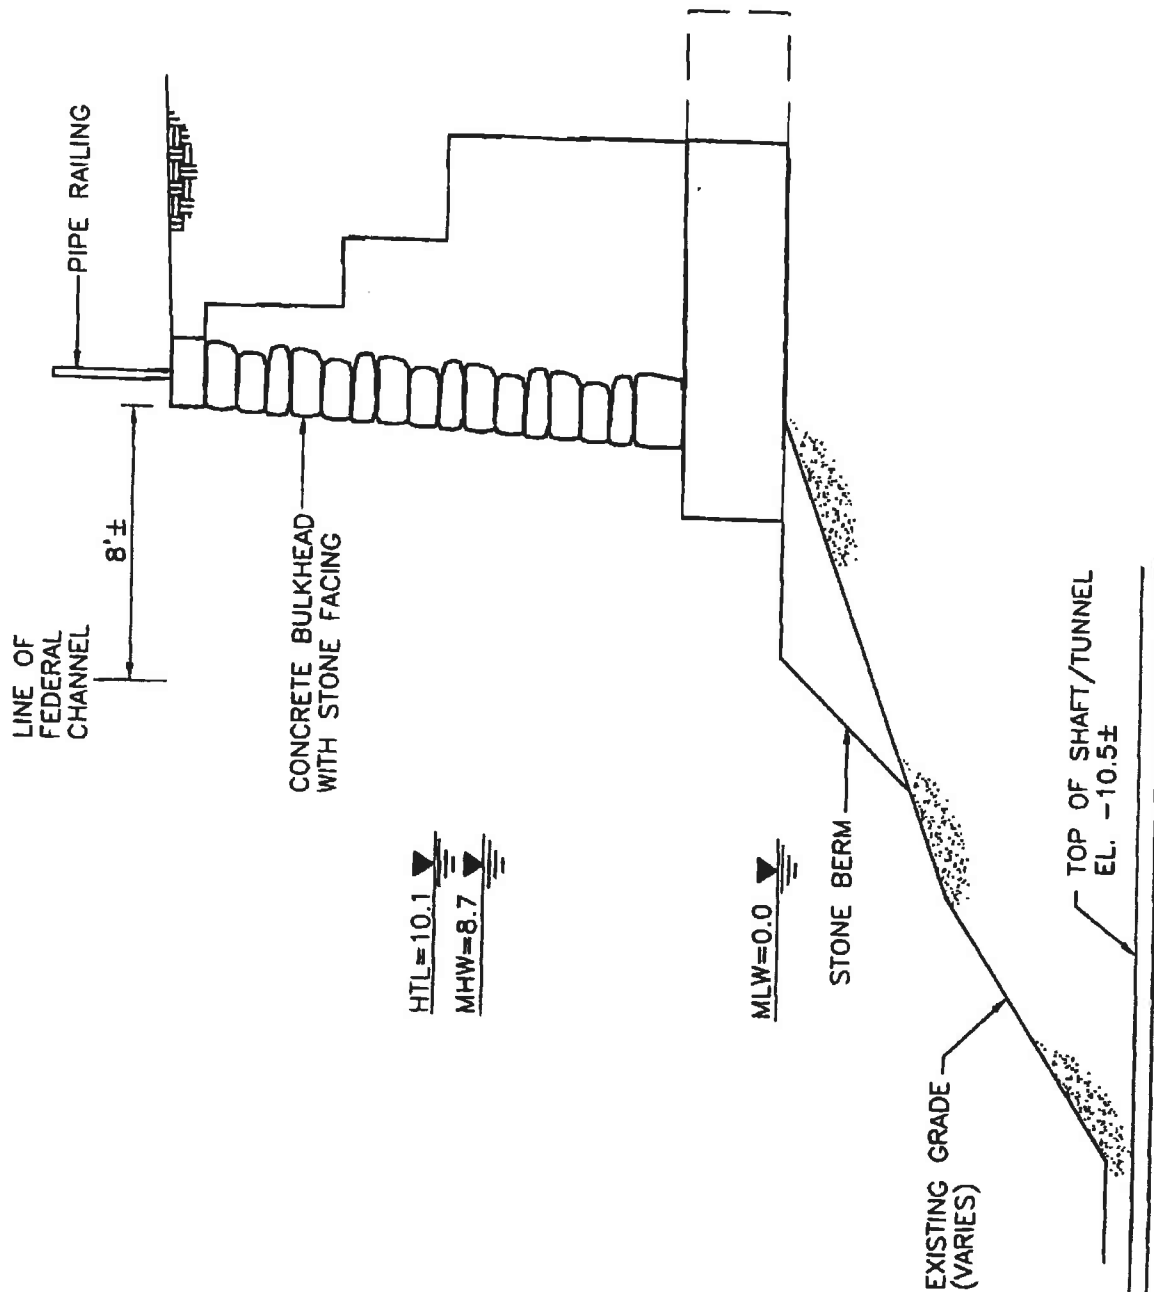 LINE OF
FEDERAL
CHANNEL
8'±
PIPE RAILING
CONCRETE BULKHEAD
WITH STONE FACING
HTL=10.1
MHW=8.7
MLW=0.0
STONE BERM
EXISTING GRADE
(VARIES)
TOP OF SHAFT/TUNNEL
EL. -10.5±